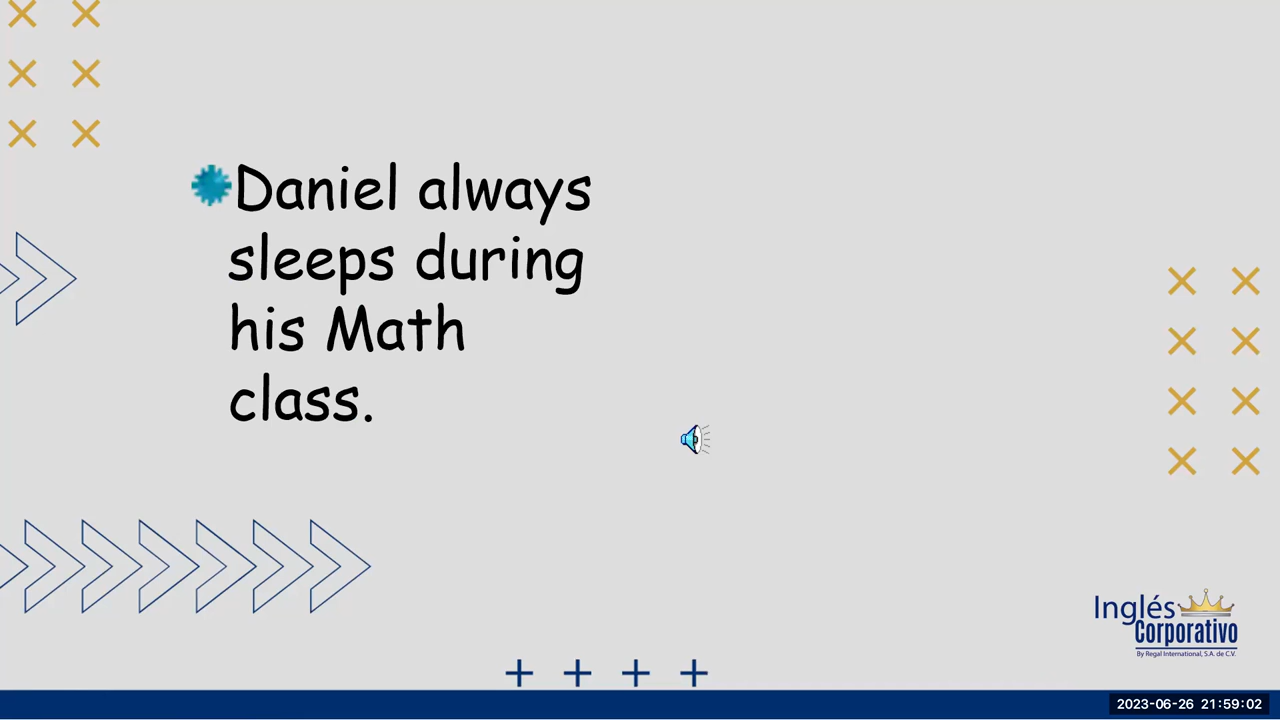 Daniel always
sleeps during
his Math
class.
Inglés
Corporativo
By Regal International, S.A. de C.V.
2023-06-26 21:59:02